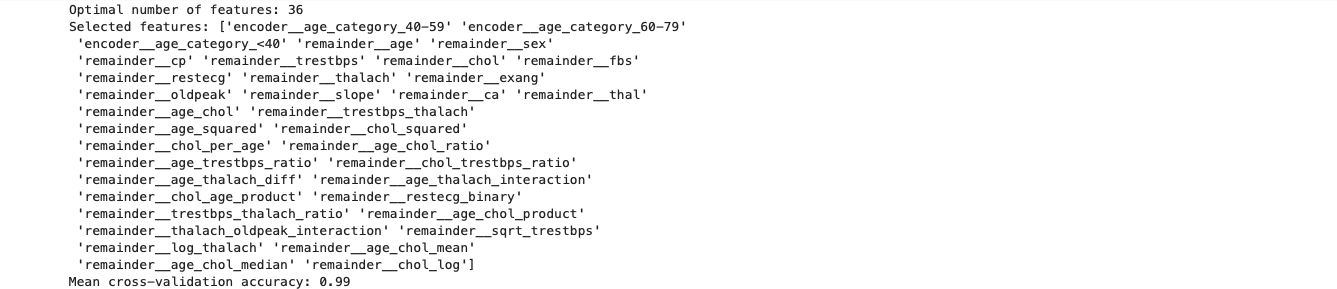 Optimal number of features: 36
Selected features: ['encoder__age_category_40-59' 'encoder__age_category_60-79'
 'encoder__age_category_<40' 'remainder__age' 'remainder__sex'
 'remainder__cp' 'remainder__trestbps' 'remainder__chol' 'remainder__fbs'
 'remainder__restecg' 'remainder__thalach' 'remainder__exang'
 'remainder__oldpeak' 'remainder__slope' 'remainder__ca' 'remainder__thal'
 'remainder__age_chol' 'remainder__trestbps_thalach'
 'remainder__age_squared' 'remainder__chol_squared'
 'remainder__chol_per_age' 'remainder__age_chol_ratio'
 'remainder__age_trestbps_ratio' 'remainder__chol_trestbps_ratio'
 'remainder__age_thalach_diff' 'remainder__age_thalach_interaction'
 'remainder__chol_age_product' 'remainder__restecg_binary'
 'remainder__trestbps_thalach_ratio' 'remainder__age_chol_product'
 'remainder__thalach_oldpeak_interaction' 'remainder__sqrt_trestbps'
 'remainder__log_thalach' 'remainder__age_chol_mean'
 'remainder__age_chol_median' 'remainder__chol_log']
Mean cross-validation accuracy: 0.99